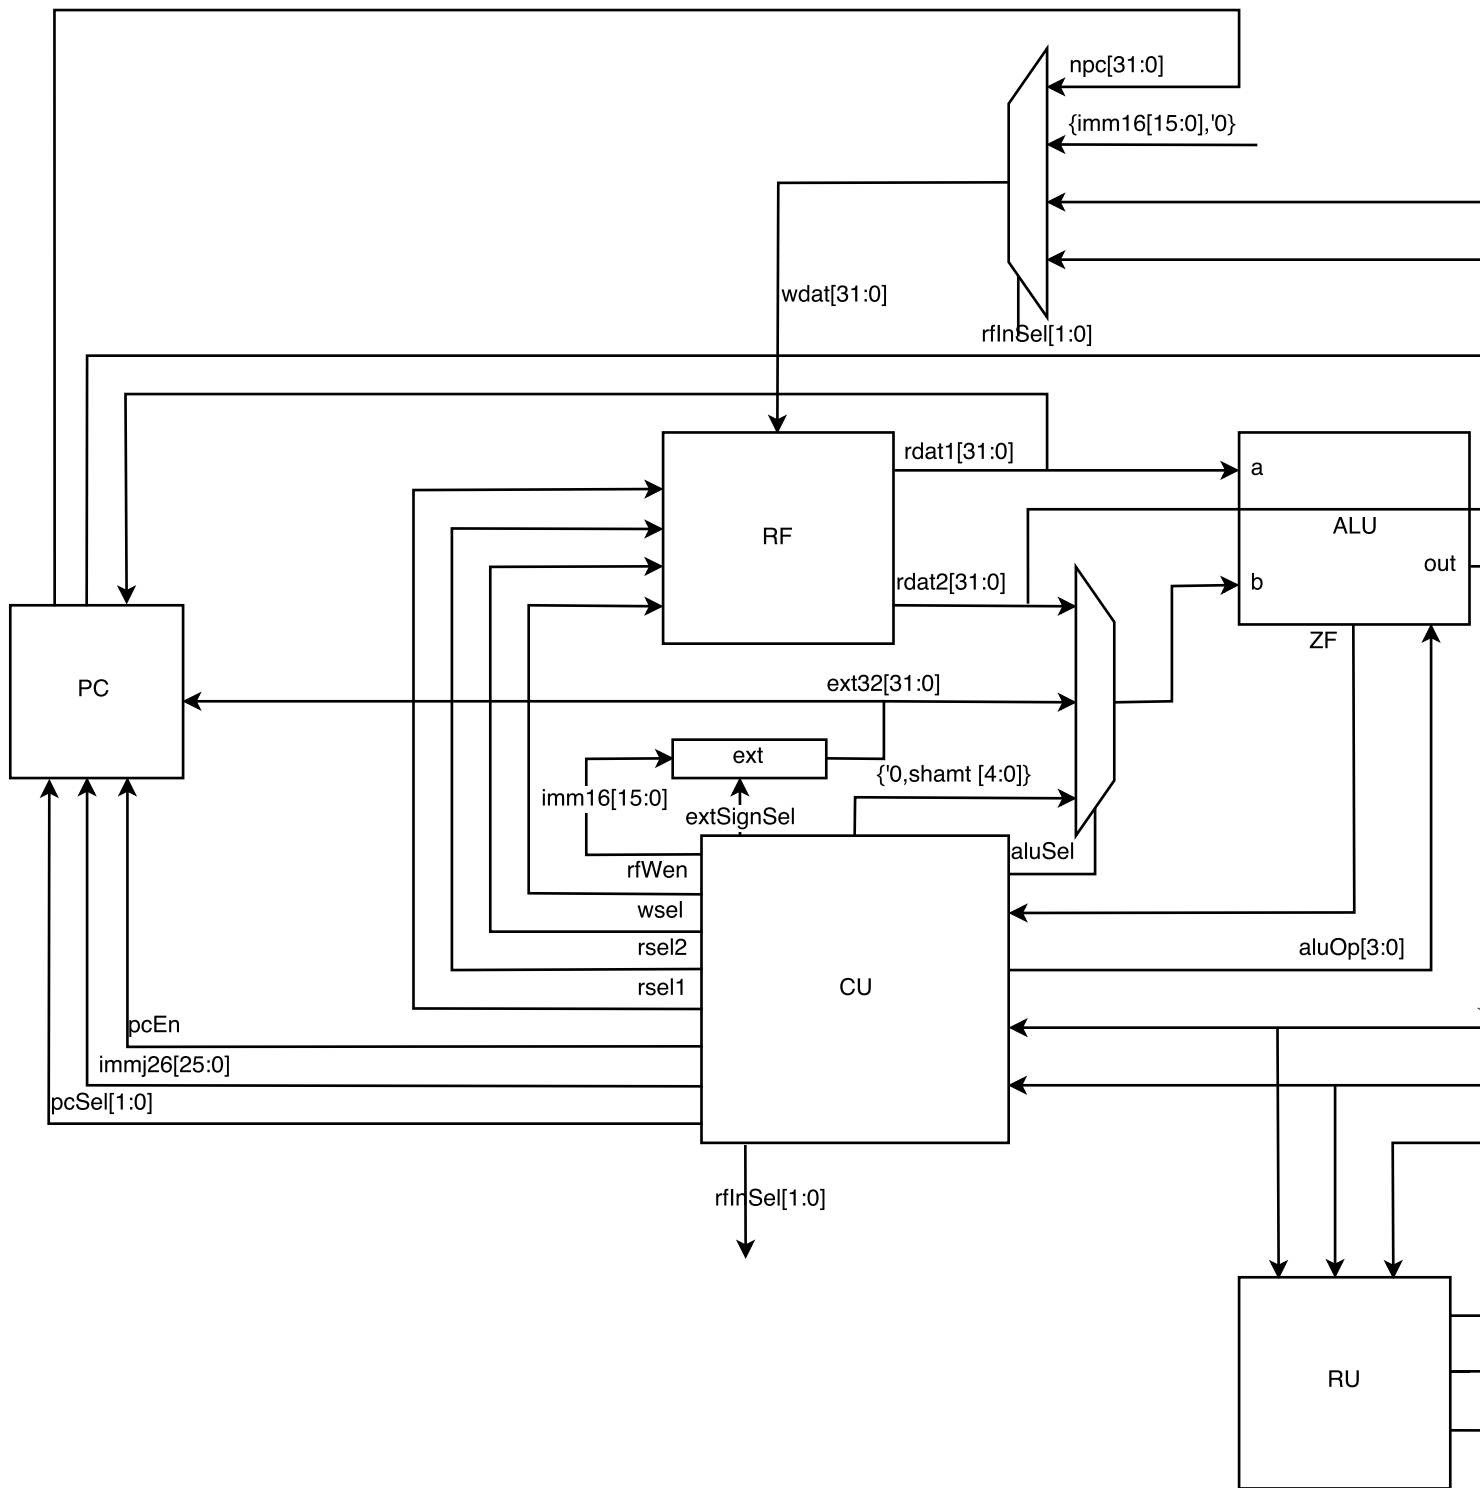 npc[31:0]
{imm16[15:0],'0}
wdat[31:0]
rfInSel[1:0]
rdat1[31:0]
a
RF
ALU
out
rdat2[31:0]
b
ZF
PC
ext32[31:0]
ext
{'0,shamt [4:0]}
imm16[15:0]
extSignSel
aluSel
rfWen
wsel
rsel2
aluOp[3:0]
rsel1
CU
pcEn
immj26[25:0]
pcSel[1:0]
rfInSel[1:0]
RU